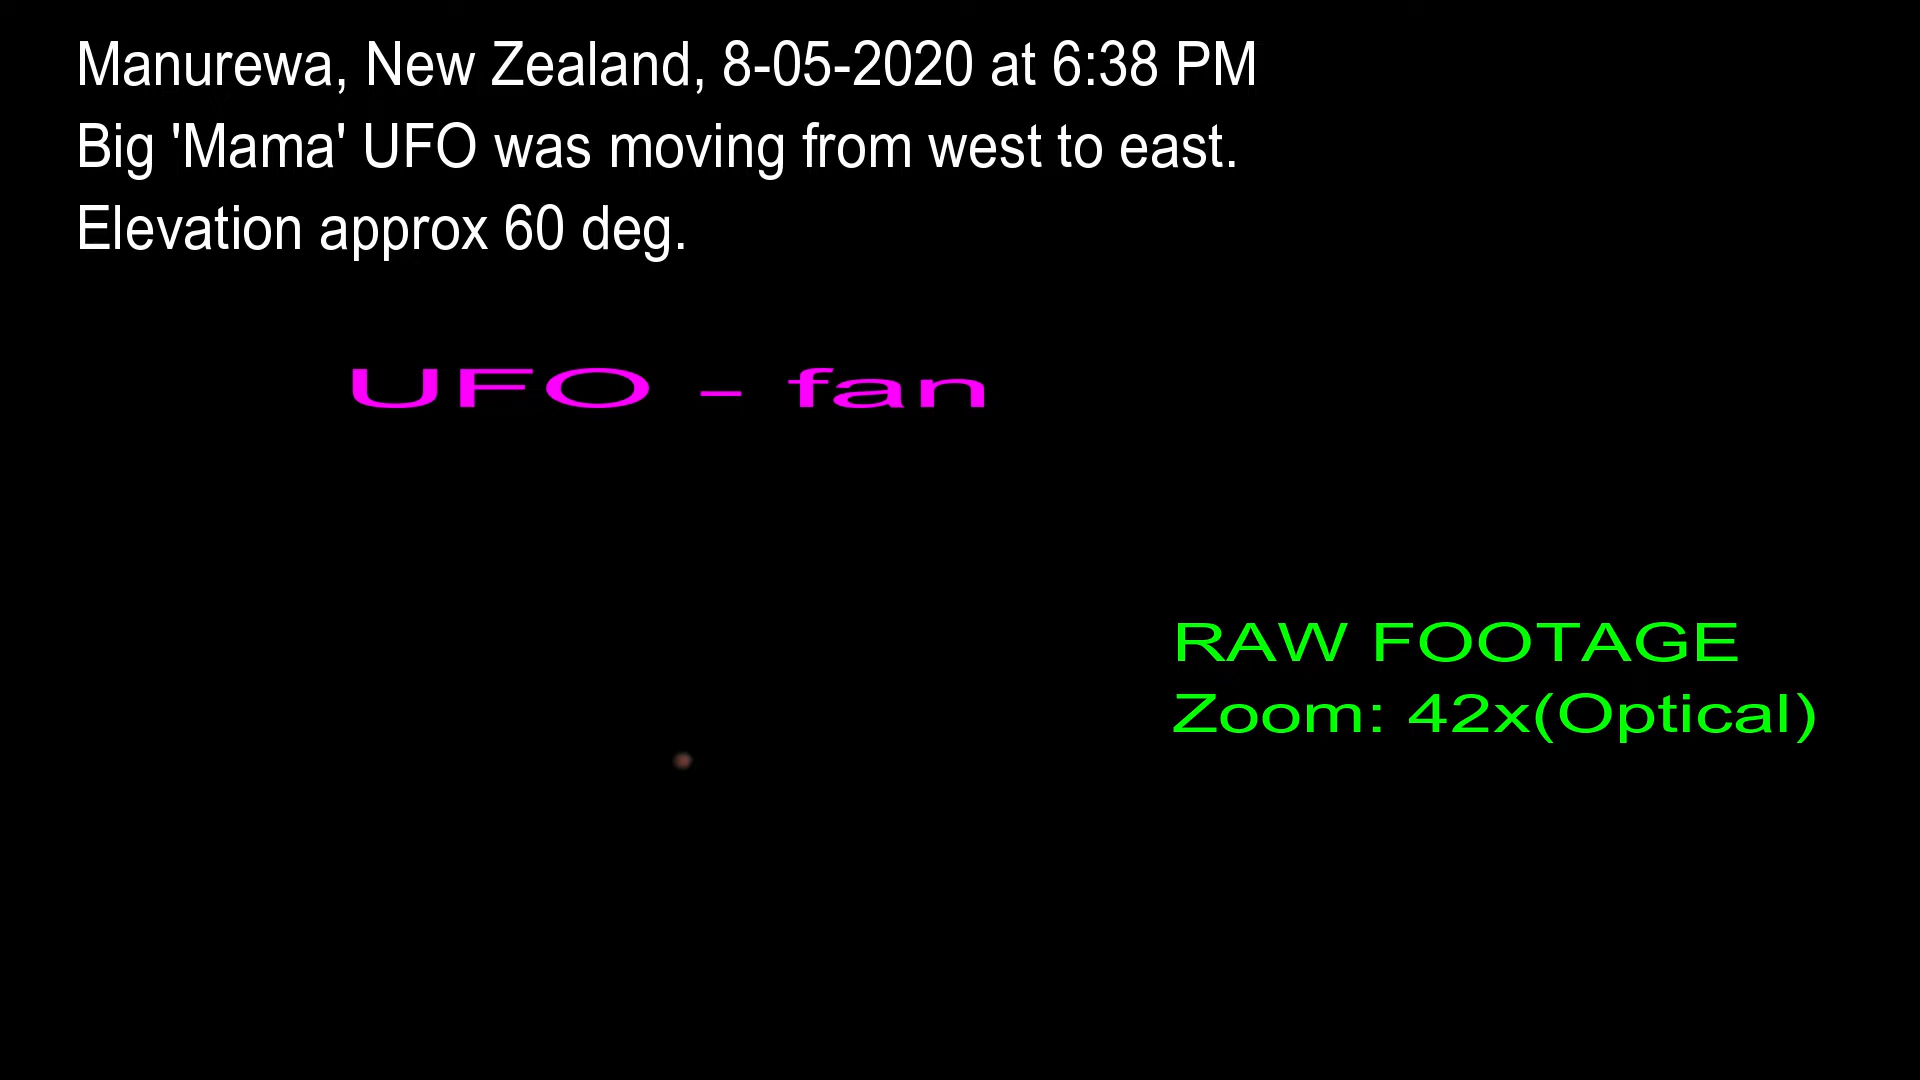 Manurewa, New Zealand, 8-05-2020 at 6:38 PM
Big 'Mama' UFO was moving from west to east.
Elevation approx 60 deg.
UFO - fan
RAW FOOTAGE
Zoom: 42x(Optical)